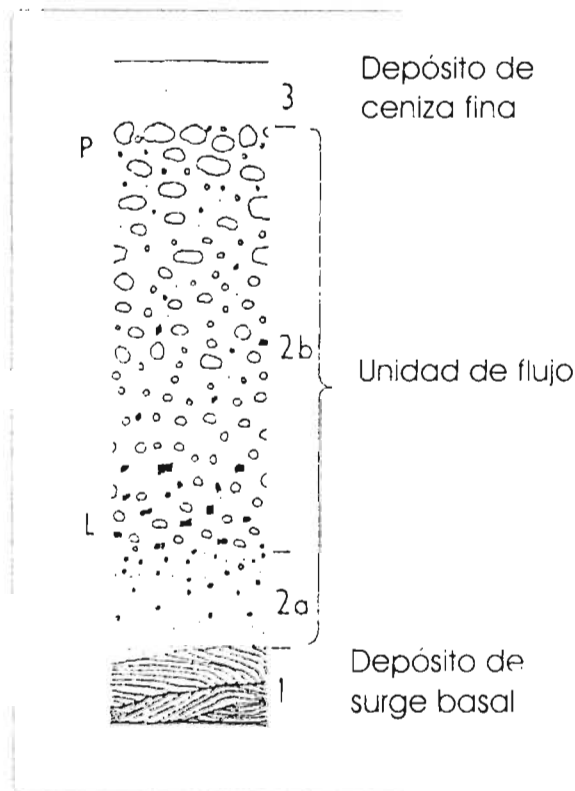 Depósito de
ceniza fina
3
P
2b
Unidad de flujo
L
2a
Depósito de
surge basal
1